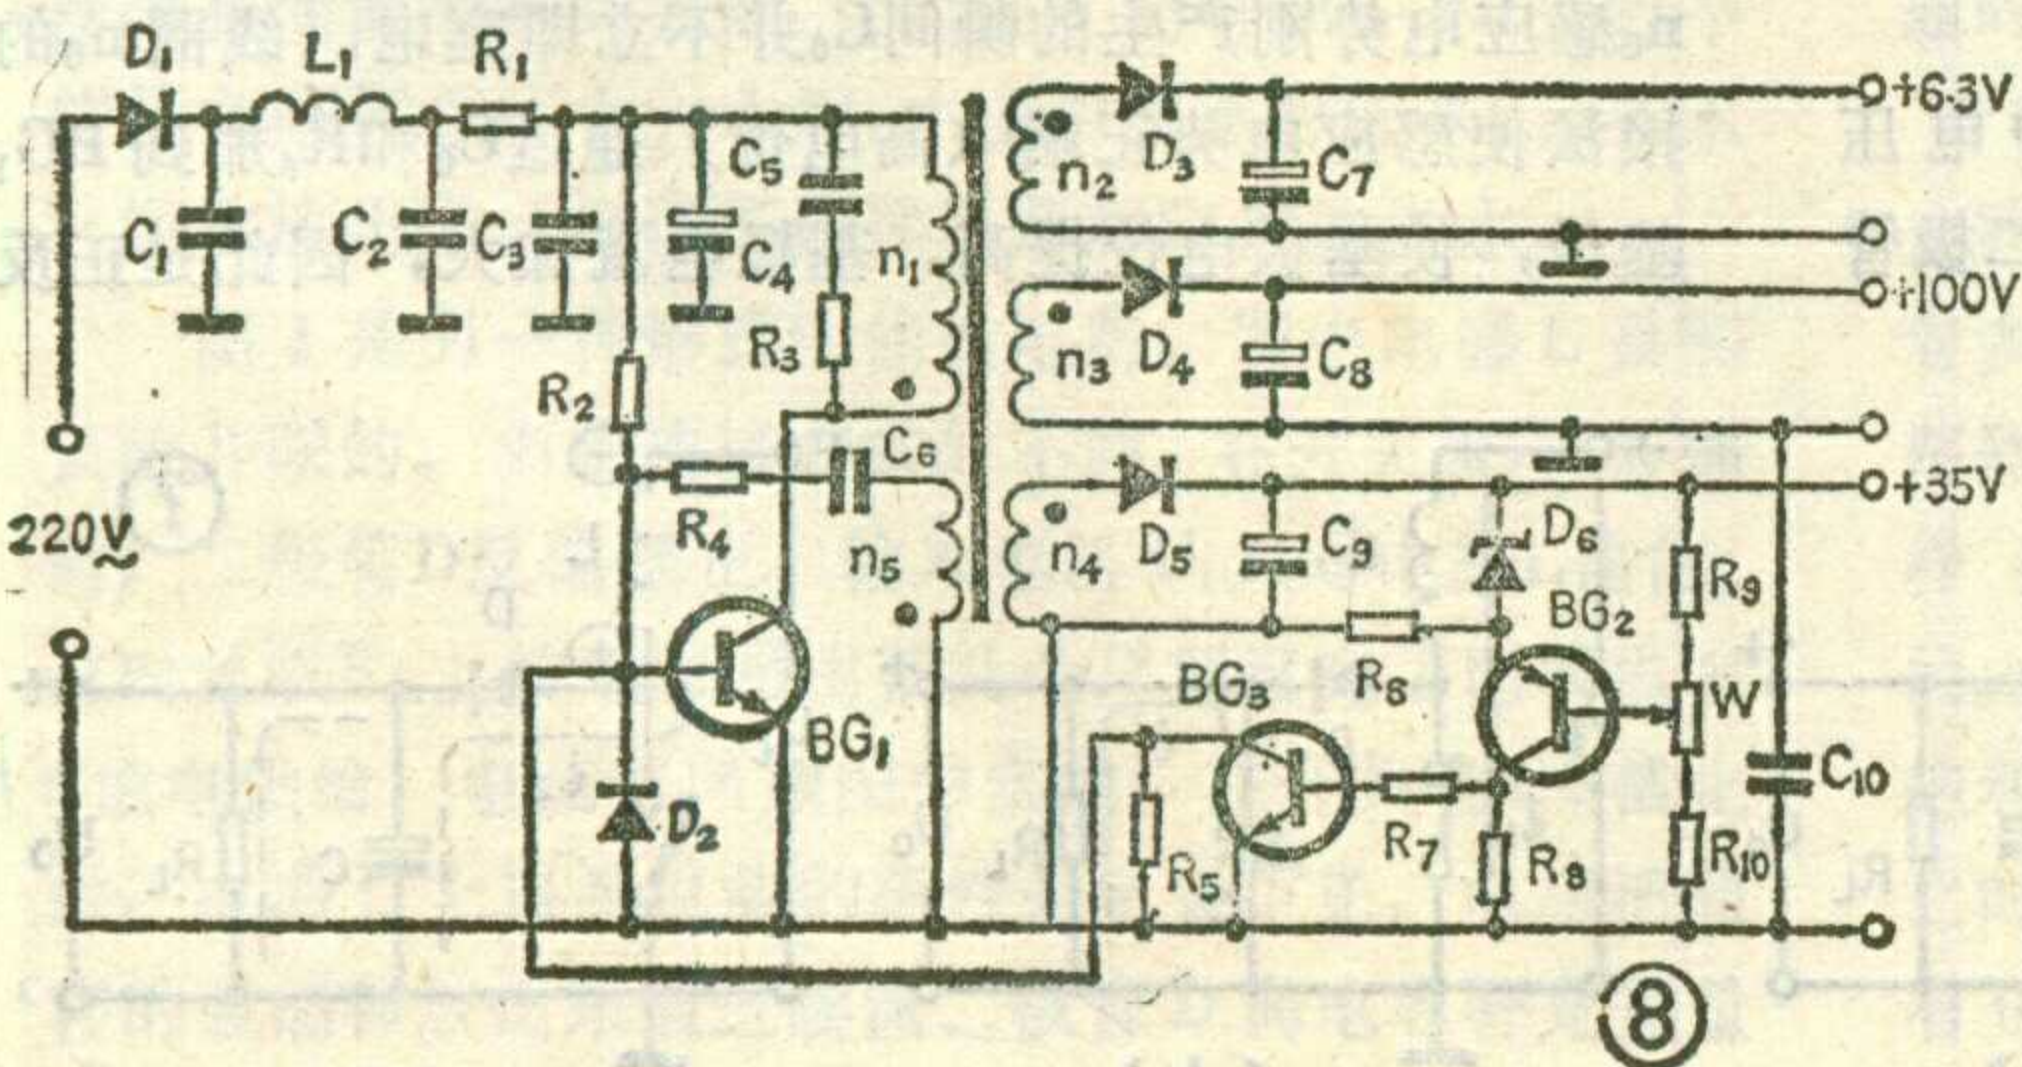 D₁
L₁
R₁
C₁
C₂
C₃
C₄
C₅
R₃
R₂
n₁
C₆
R₄
n₅
220V
BG₁
D₂
n₂
D₃
C₇
+6.3V
n₃
D₄
C₈
+100V
n₄
D₅
C₉
D₆
+35V
R₉
BG₂
R₆
BG₃
W
C₁₀
R₅
R₇
R₈
R₁₀
⑧